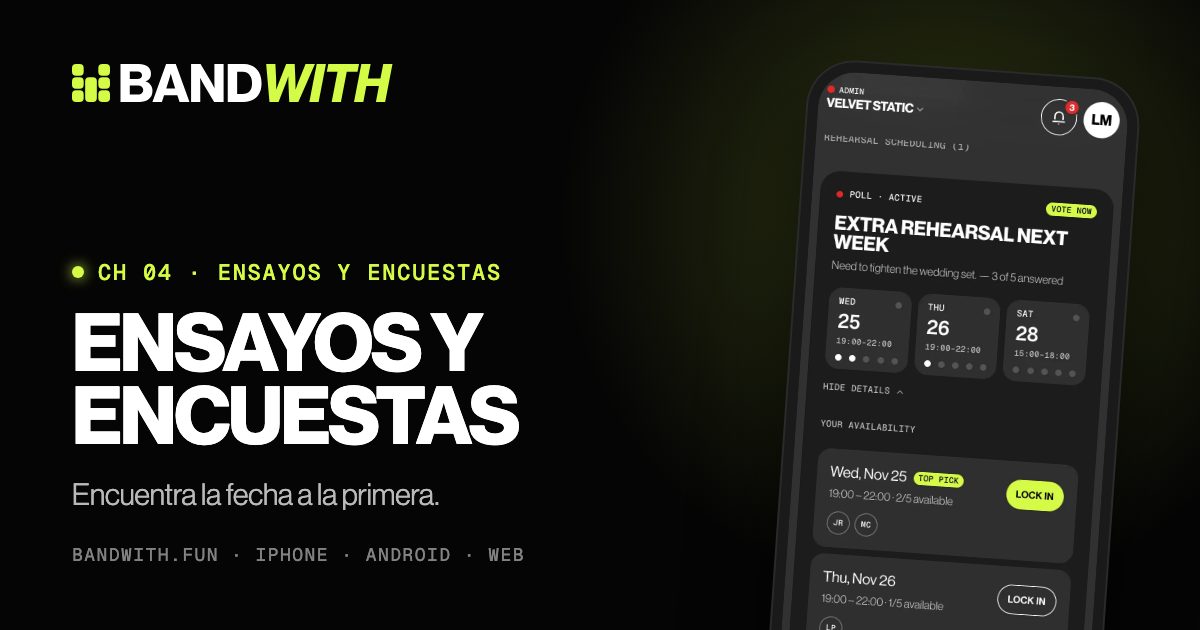 BANDWITH
CH 04 · ENSAYOS Y ENCUESTAS
ENSAYOS Y
ENCUESTAS
Encuentra la fecha a la primera.
BANDWITH.FUN · IPHONE · ANDROID · WEB
ADMIN
VELVET STATIC
3
LM
REHEARSAL SCHEDULING (1)
POLL · ACTIVE
VOTE NOW
EXTRA REHEARSAL NEXT
WEEK
Need to tighten the wedding set. — 3 of 5 answered
WED
25
19:00–22:00
THU
26
19:00–22:00
SAT
28
15:00–18:00
HIDE DETAILS
YOUR AVAILABILITY
Wed, Nov 25 TOP PICK
19:00 – 22:00 · 2/5 available
LOCK IN
JR MC
Thu, Nov 26
19:00 – 22:00 · 1/5 available
LOCK IN
LP